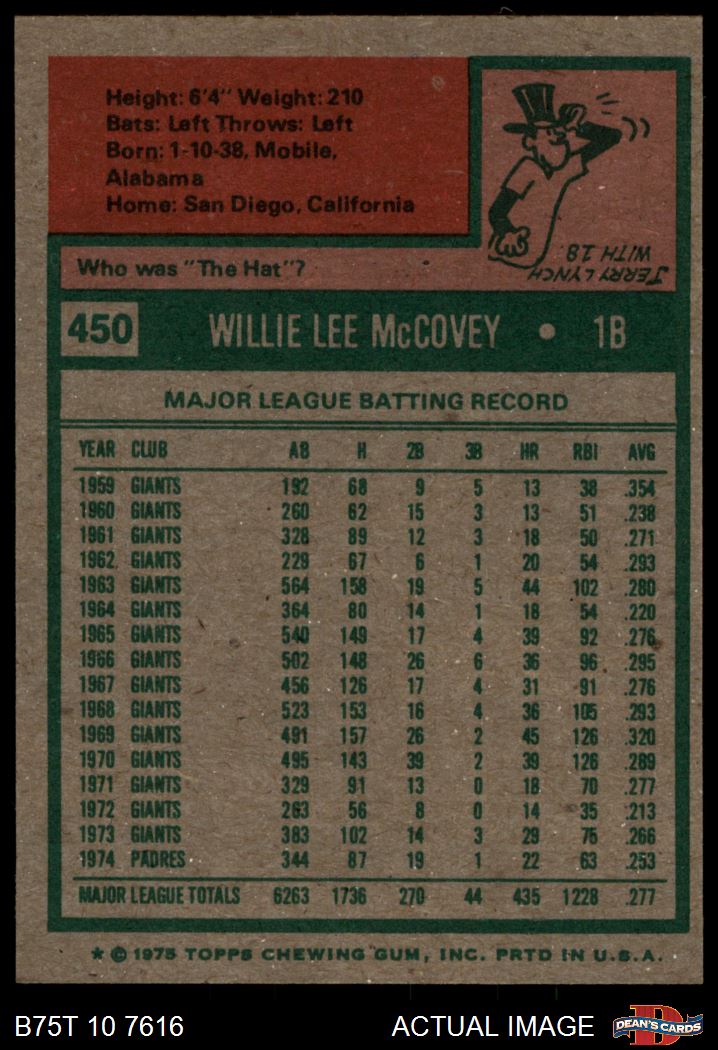 Height: 6'4" Weight: 210
Bats: Left Throws: Left
Born: 1-10-38, Mobile,
Alabama
Home: San Diego, California
JERRY LYNCH
WITH 18.
Who was "The Hat"?
450 WILLIE LEE McCOVEY • 1B
MAJOR LEAGUE BATTING RECORD
YEAR CLUB AB H 2B 3B HR RBI AVG
1959 GIANTS 192 68 9 5 13 38 .354
1960 GIANTS 260 62 15 3 13 51 .238
1961 GIANTS 328 89 12 3 18 50 .271
1962 GIANTS 229 67 6 1 20 54 .293
1963 GIANTS 564 158 19 5 44 102 .280
1964 GIANTS 364 80 14 1 18 54 .220
1965 GIANTS 540 149 17 4 39 92 .276
1966 GIANTS 502 148 26 6 36 96 .295
1967 GIANTS 456 126 17 4 31 91 .276
1968 GIANTS 523 153 16 4 36 105 .293
1969 GIANTS 491 157 26 2 45 126 .320
1970 GIANTS 495 143 39 2 39 126 .289
1971 GIANTS 329 91 13 0 18 70 .277
1972 GIANTS 263 56 8 0 14 35 .213
1973 GIANTS 383 102 14 3 29 75 .266
1974 PADRES 344 87 19 1 22 63 .253
MAJOR LEAGUE TOTALS 6263 1736 270 44 435 1228 .277
* © 1975 TOPPS CHEWING GUM, INC. PRTD IN U.S.A.
B75T 10 7616 ACTUAL IMAGE D DEAN'S CARDS